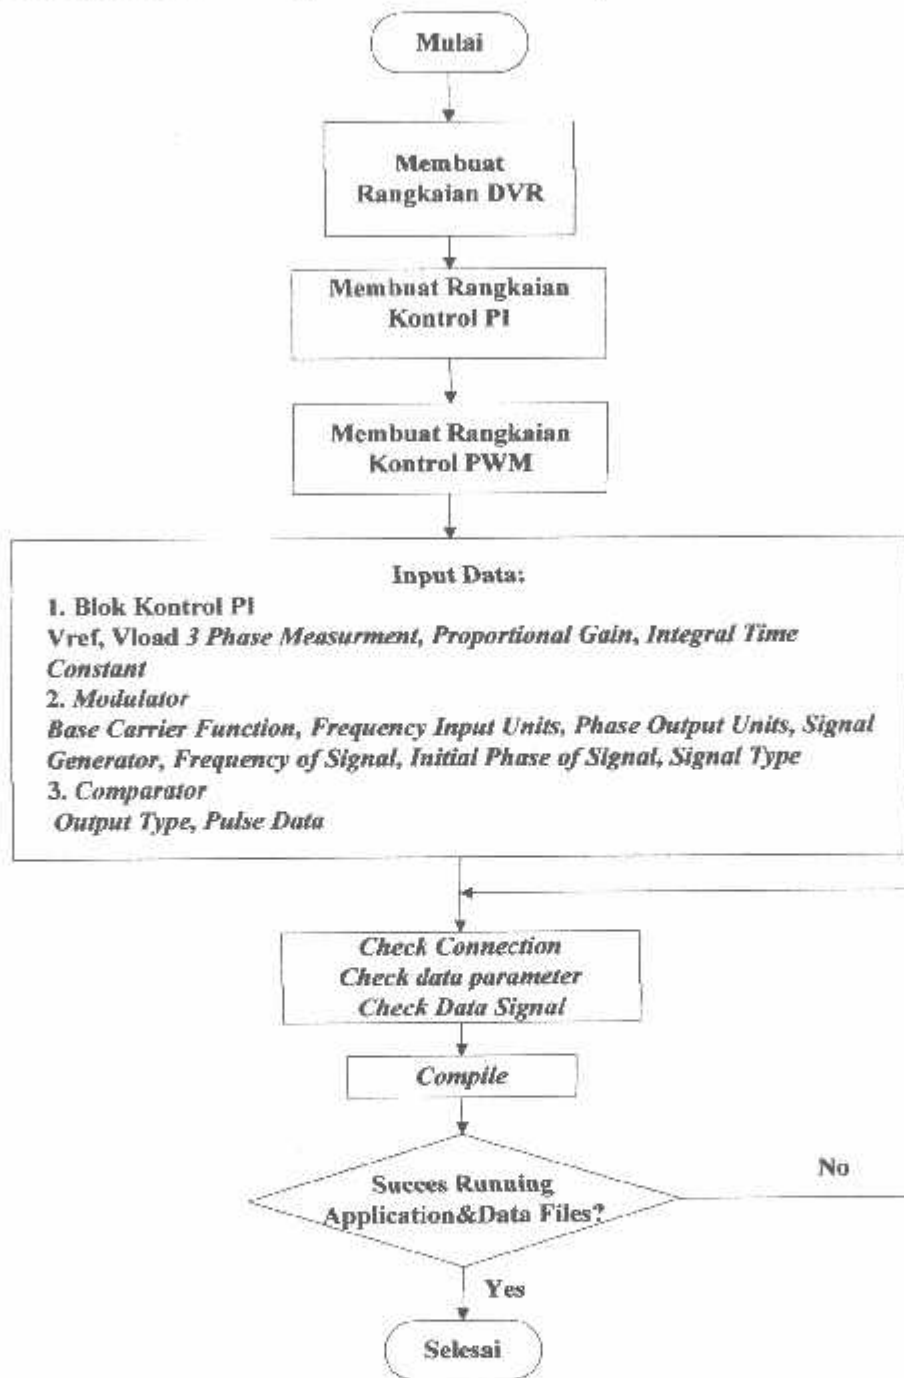 Mulai
Membuat
Rangkaian DVR
Membuat Rangkaian
Kontrol PI
Membuat Rangkaian
Kontrol PWM
Input Data:
1. Blok Kontrol PI
Vref, Vload 3 Phase Measurment, Proportional Gain, Integral Time
Constant
2. Modulator
Base Carrier Function, Frequency Input Units, Phase Output Units, Signal
Generator, Frequency of Signal, Initial Phase of Signal, Signal Type
3. Comparator
Output Type, Pulse Data
Check Connection
Check data parameter
Check Data Signal
Compile
Succes Running
Application&Data Files?
No
Yes
Selesai